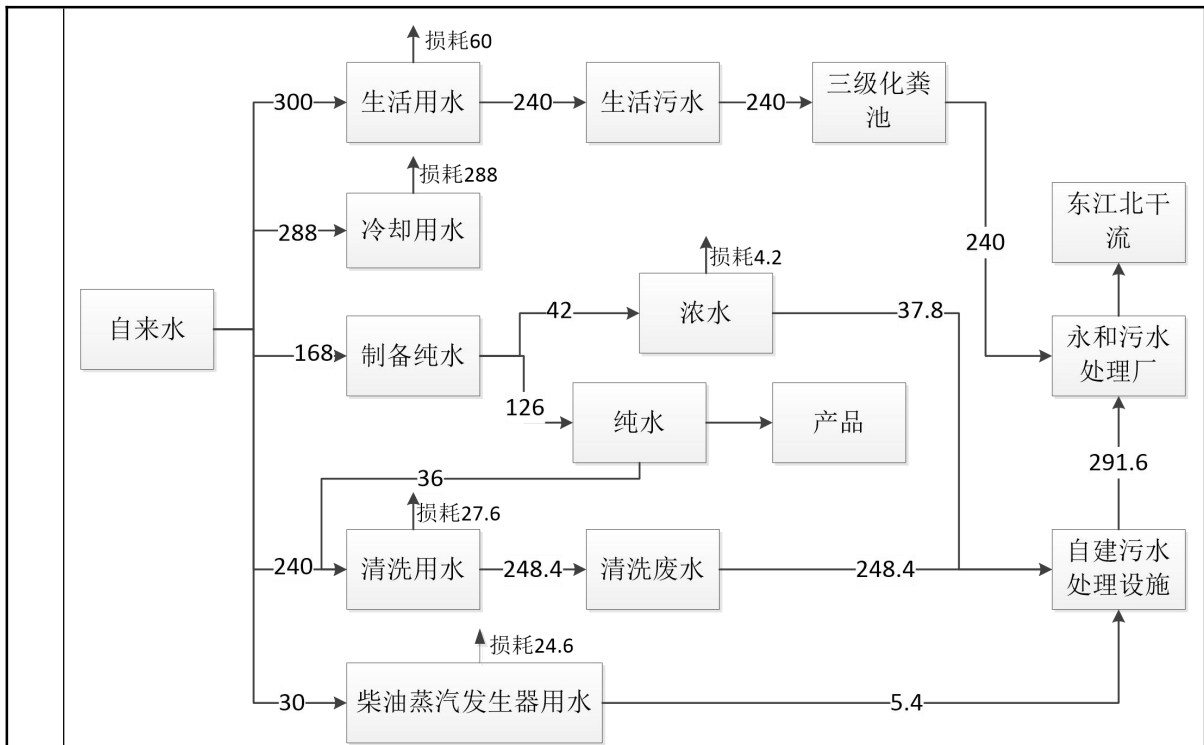 损耗60
300
生活用水
240
生活污水
240
三级化粪
池
损耗288
288
冷却用水
东江北干
流
240
损耗4.2
自来水
42
浓水
37.8
168
制备纯水
永和污水
处理厂
126
纯水
产品
291.6
36
损耗27.6
240
清洗用水
248.4
清洗废水
248.4
自建污水
处理设施
损耗24.6
30
柴油蒸汽发生器用水
5.4